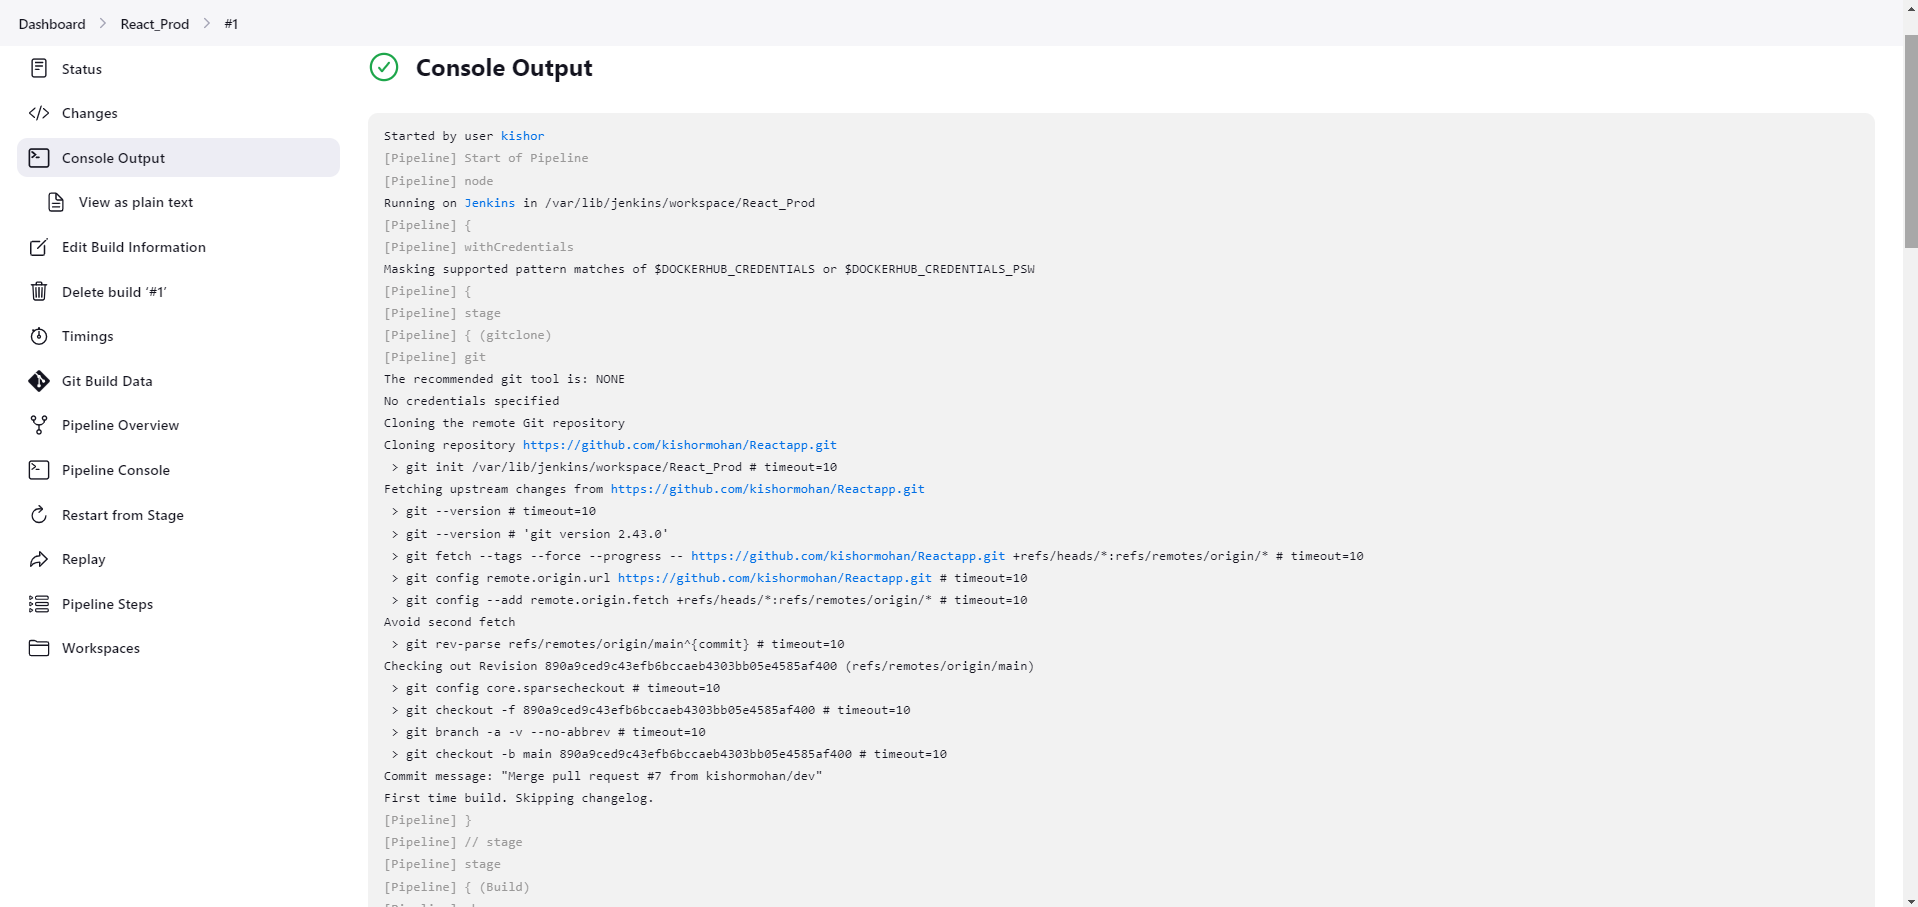 Dashboard > React_Prod > #1
Status
Changes
Console Output
View as plain text
Edit Build Information
Delete build ‘#1’
Timings
Git Build Data
Pipeline Overview
Pipeline Console
Restart from Stage
Replay
Pipeline Steps
Workspaces
Console Output
Started by user kishor
[Pipeline] Start of Pipeline
[Pipeline] node
Running on Jenkins in /var/lib/jenkins/workspace/React_Prod
[Pipeline] {
[Pipeline] withCredentials
Masking supported pattern matches of $DOCKERHUB_CREDENTIALS or $DOCKERHUB_CREDENTIALS_PSW
[Pipeline] {
[Pipeline] stage
[Pipeline] { (gitclone)
[Pipeline] git
The recommended git tool is: NONE
No credentials specified
Cloning the remote Git repository
Cloning repository https://github.com/kishormohan/Reactapp.git
 > git init /var/lib/jenkins/workspace/React_Prod # timeout=10
Fetching upstream changes from https://github.com/kishormohan/Reactapp.git
 > git --version # timeout=10
 > git --version # 'git version 2.43.0'
 > git fetch --tags --force --progress -- https://github.com/kishormohan/Reactapp.git +refs/heads/*:refs/remotes/origin/* # timeout=10
 > git config remote.origin.url https://github.com/kishormohan/Reactapp.git # timeout=10
 > git config --add remote.origin.fetch +refs/heads/*:refs/remotes/origin/* # timeout=10
Avoid second fetch
 > git rev-parse refs/remotes/origin/main^{commit} # timeout=10
Checking out Revision 890a9ced9c43efb6bccaeb4303bb05e4585af400 (refs/remotes/origin/main)
 > git config core.sparsecheckout # timeout=10
 > git checkout -f 890a9ced9c43efb6bccaeb4303bb05e4585af400 # timeout=10
 > git branch -a -v --no-abbrev # timeout=10
 > git checkout -b main 890a9ced9c43efb6bccaeb4303bb05e4585af400 # timeout=10
Commit message: "Merge pull request #7 from kishormohan/dev"
First time build. Skipping changelog.
[Pipeline] }
[Pipeline] // stage
[Pipeline] stage
[Pipeline] { (Build)